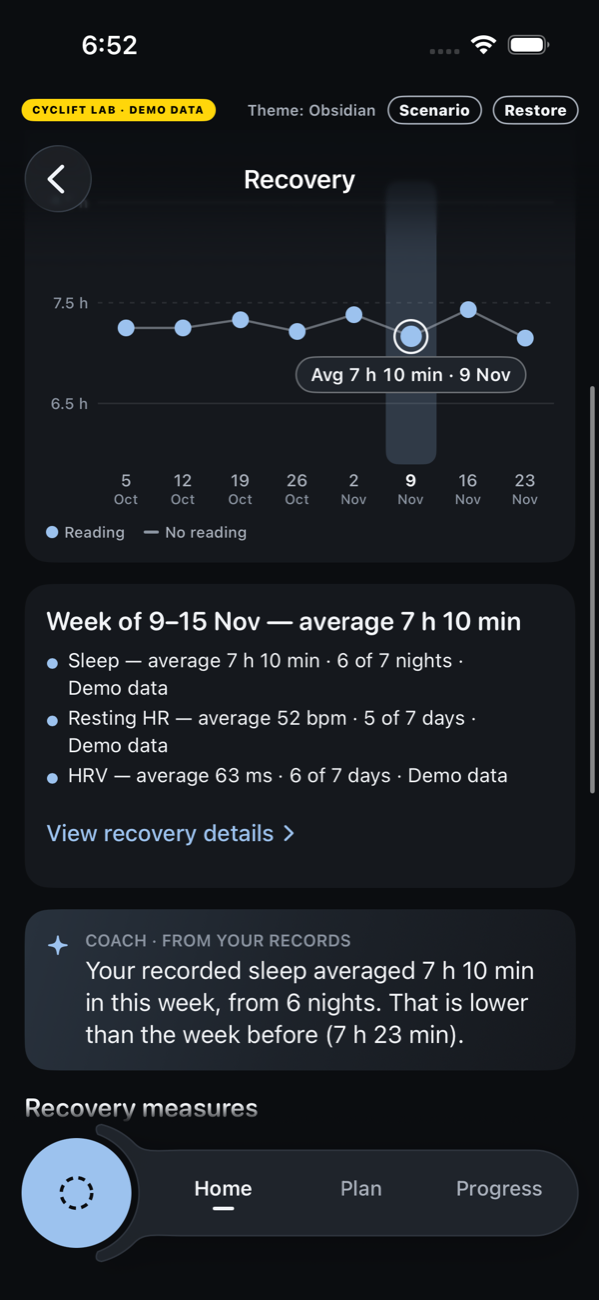 6:52
CYCLIFT LAB · DEMO DATA
Theme: Obsidian
Scenario
Restore
Recovery
7.5 h
Avg 7 h 10 min · 9 Nov
6.5 h
5 12 19 26 2 9 16 23
Oct Oct Oct Oct Nov Nov Nov Nov
Reading
No reading
Week of 9–15 Nov — average 7 h 10 min
Sleep — average 7 h 10 min · 6 of 7 nights ·
Demo data
Resting HR — average 52 bpm · 5 of 7 days ·
Demo data
HRV — average 63 ms · 6 of 7 days · Demo data
View recovery details
COACH · FROM YOUR RECORDS
Your recorded sleep averaged 7 h 10 min
in this week, from 6 nights. That is lower
than the week before (7 h 23 min).
Recovery measures
Home
Plan
Progress